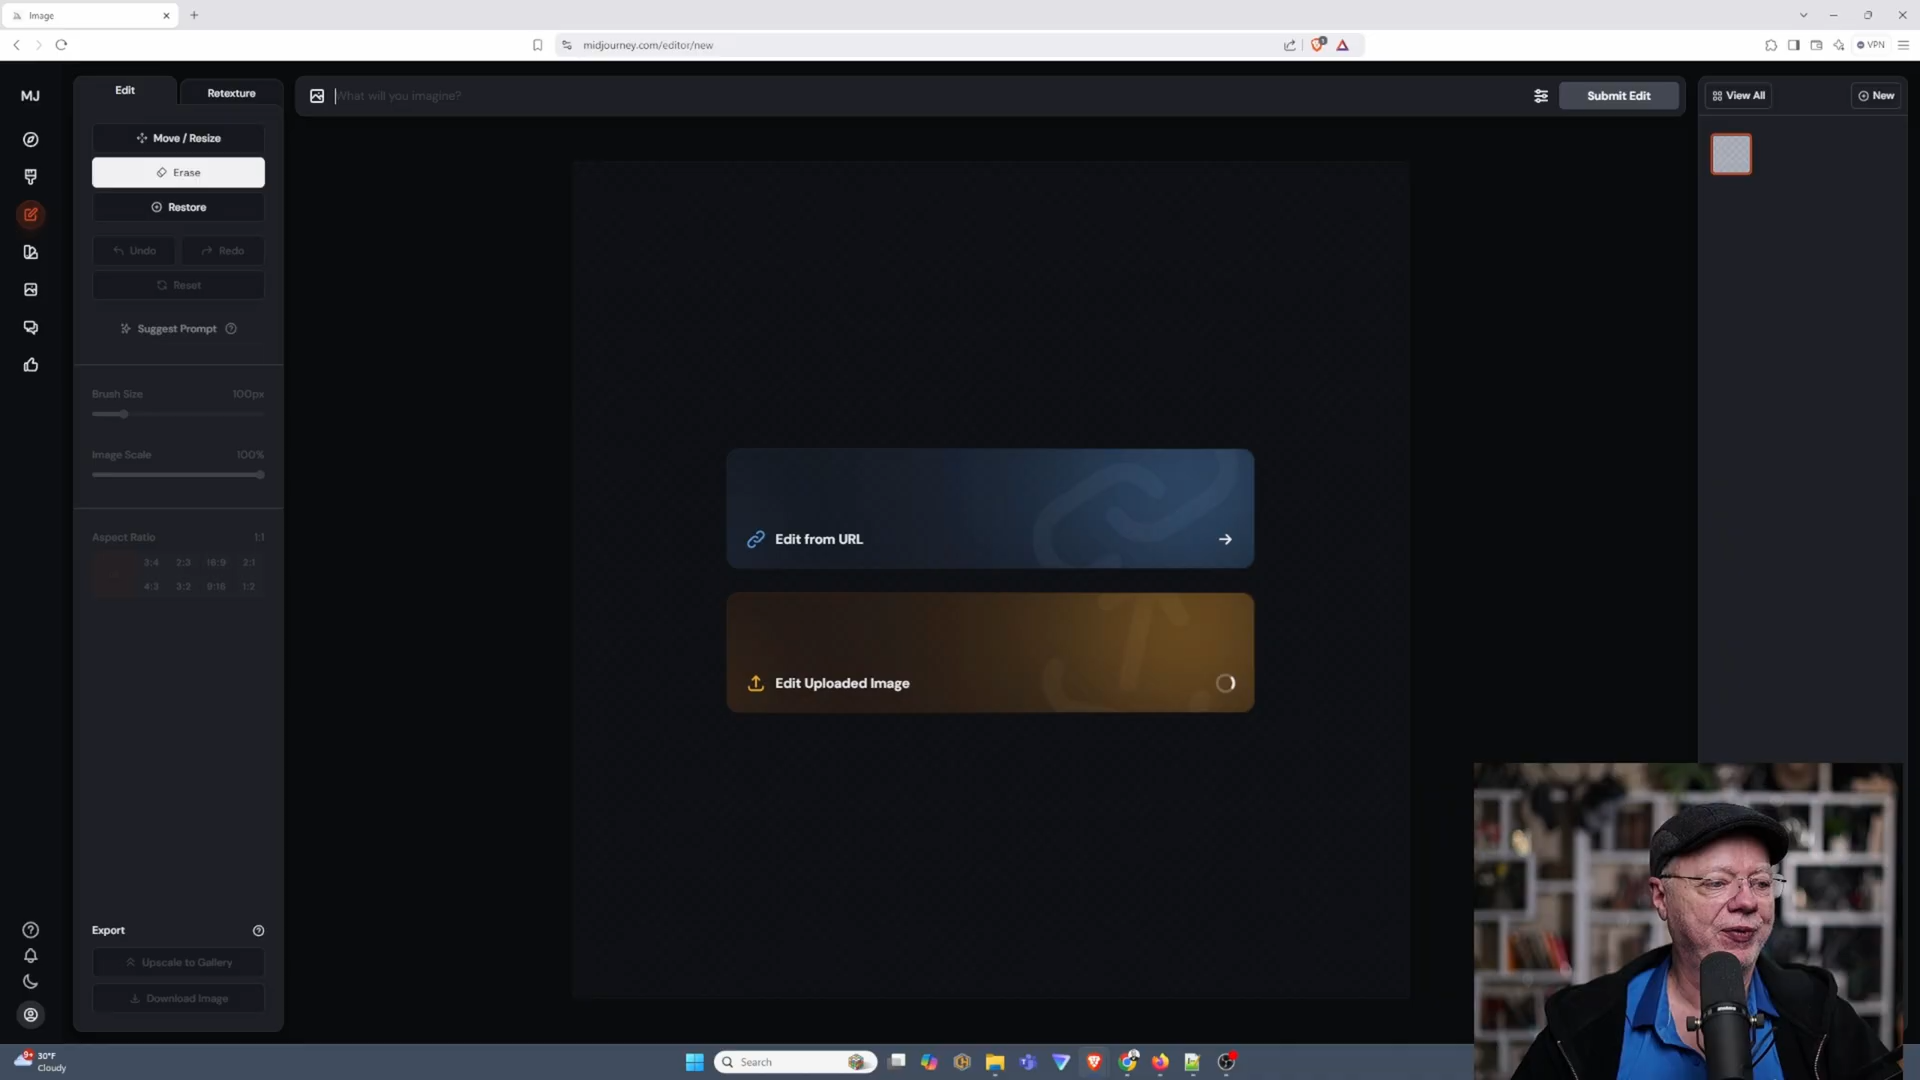 Image
midjourney.com/editor/new
VPN
MJ
Edit
Retexture
What will you imagine?
Submit Edit
View All
New
Move / Resize
Erase
Restore
Undo
Redo
Reset
Suggest Prompt
Brush Size
100px
Image Scale
100%
Aspect Ratio
1:1
3:4
2:3
16:9
2:1
4:3
3:2
9:16
1:2
Edit from URL
Edit Uploaded Image
Export
Upscale to Gallery
Download Image
30°F
Cloudy
Search